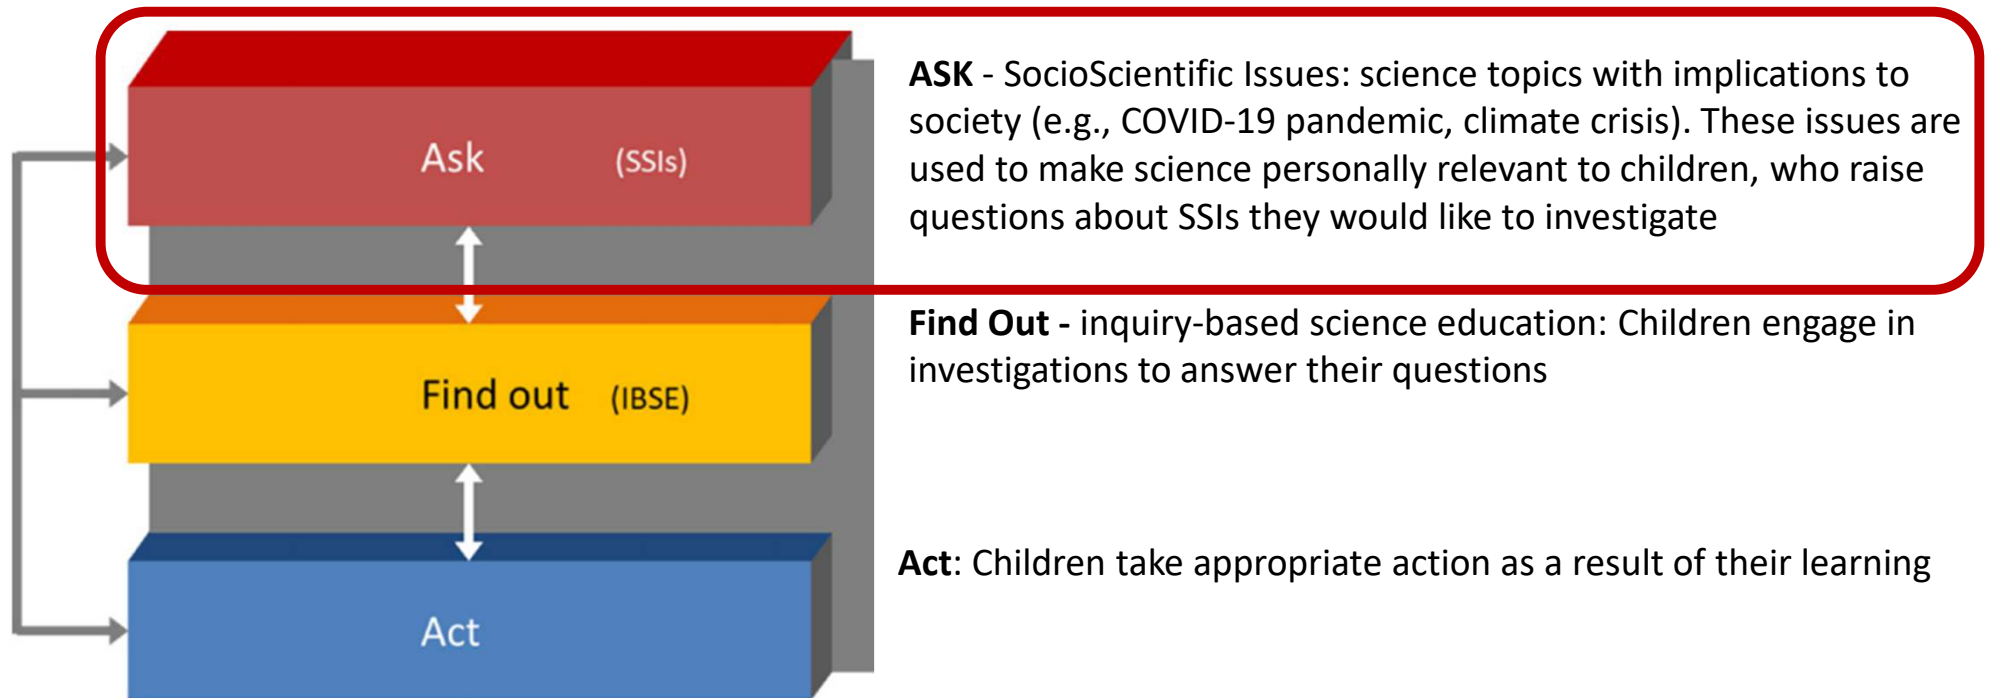 Ask (SSIs)
ASK - SocioScientific Issues: science topics with implications to
society (e.g., COVID-19 pandemic, climate crisis). These issues are
used to make science personally relevant to children, who raise
questions about SSIs they would like to investigate
Find out (IBSE)
Find Out - inquiry-based science education: Children engage in
investigations to answer their questions
Act
Act: Children take appropriate action as a result of their learning